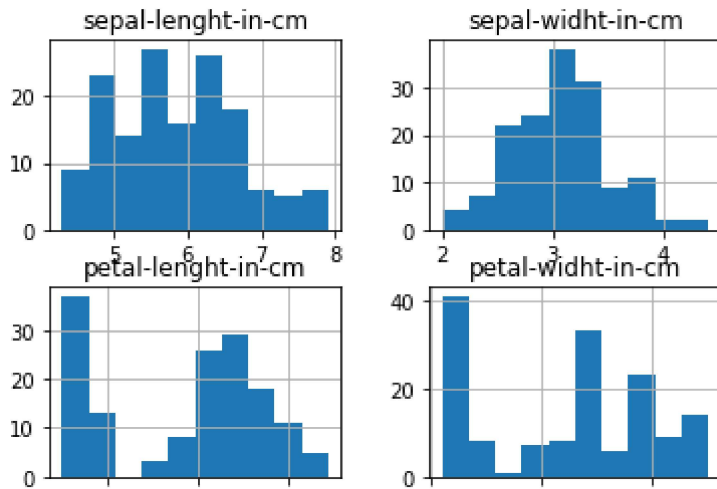 sepal-lenght-in-cm
20
10
0
5 6 7 8
sepal-widht-in-cm
30
20
10
0
2 3 4
petal-lenght-in-cm
30
20
10
0
petal-widht-in-cm
40
20
0